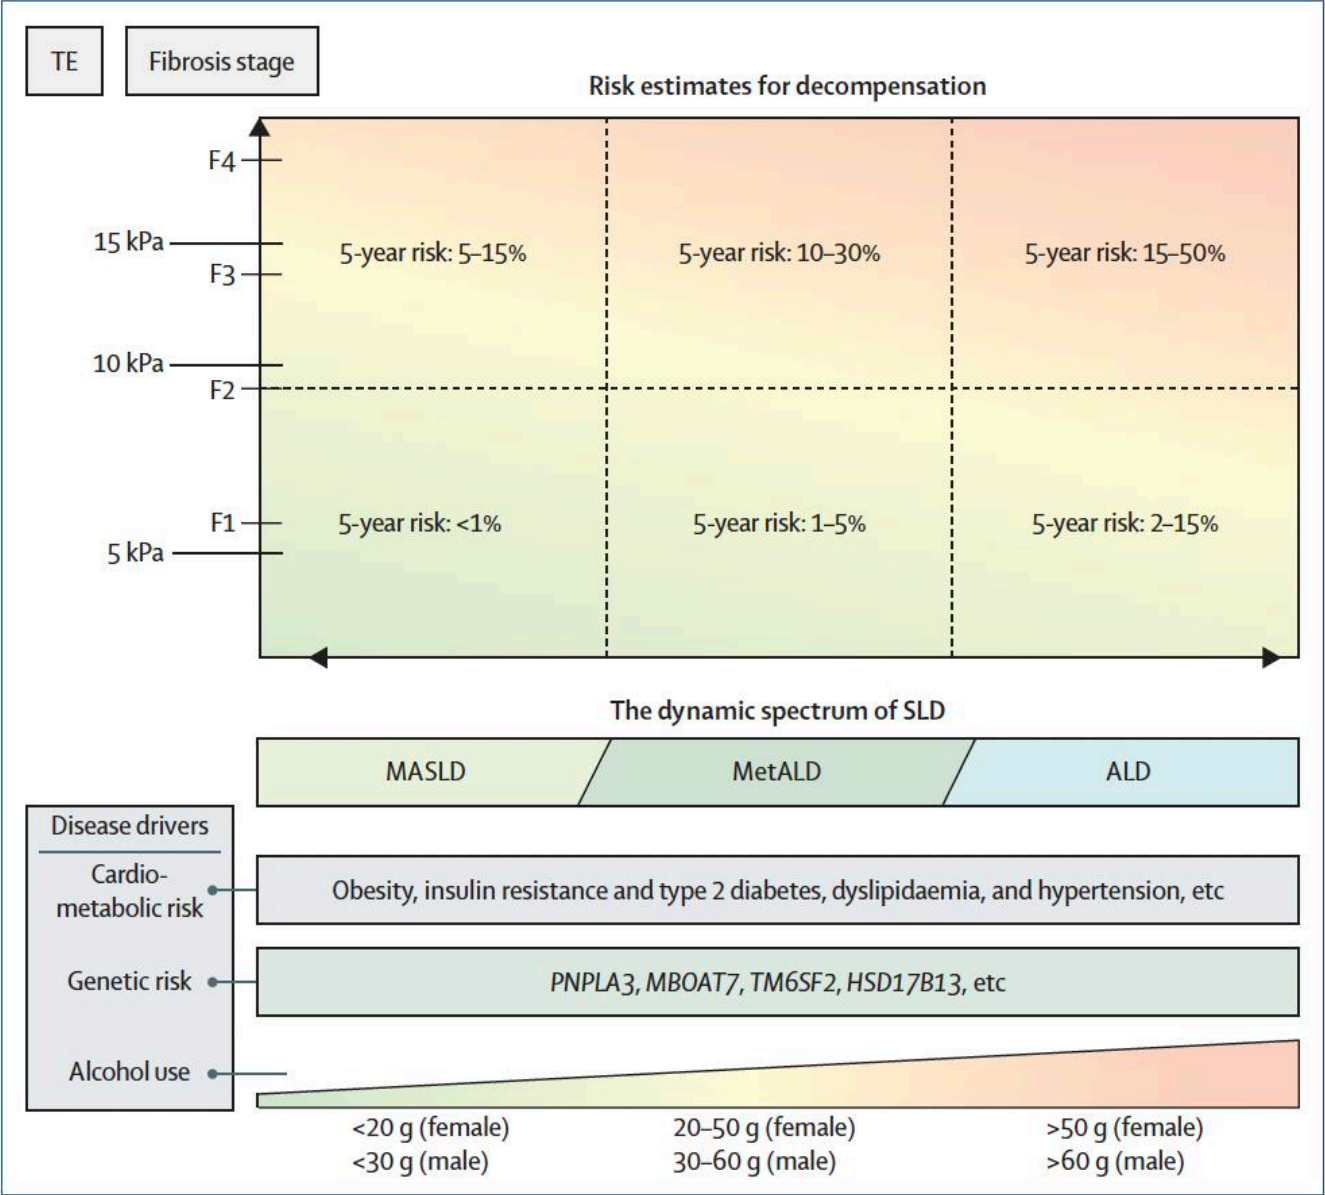 TE
Fibrosis stage
Risk estimates for decompensation
F4
15 kPa
5-year risk: 5–15%
5-year risk: 10–30%
5-year risk: 15–50%
F3
10 kPa
F2
F1
5-year risk: <1%
5-year risk: 1–5%
5-year risk: 2–15%
5 kPa
The dynamic spectrum of SLD
MASLD
MetALD
ALD
Disease drivers
Cardio-
metabolic risk
Obesity, insulin resistance and type 2 diabetes, dyslipidaemia, and hypertension, etc
Genetic risk
PNPLA3, MBOAT7, TM6SF2, HSD17B13, etc
Alcohol use
<20 g (female)
<30 g (male)
20–50 g (female)
30–60 g (male)
>50 g (female)
>60 g (male)